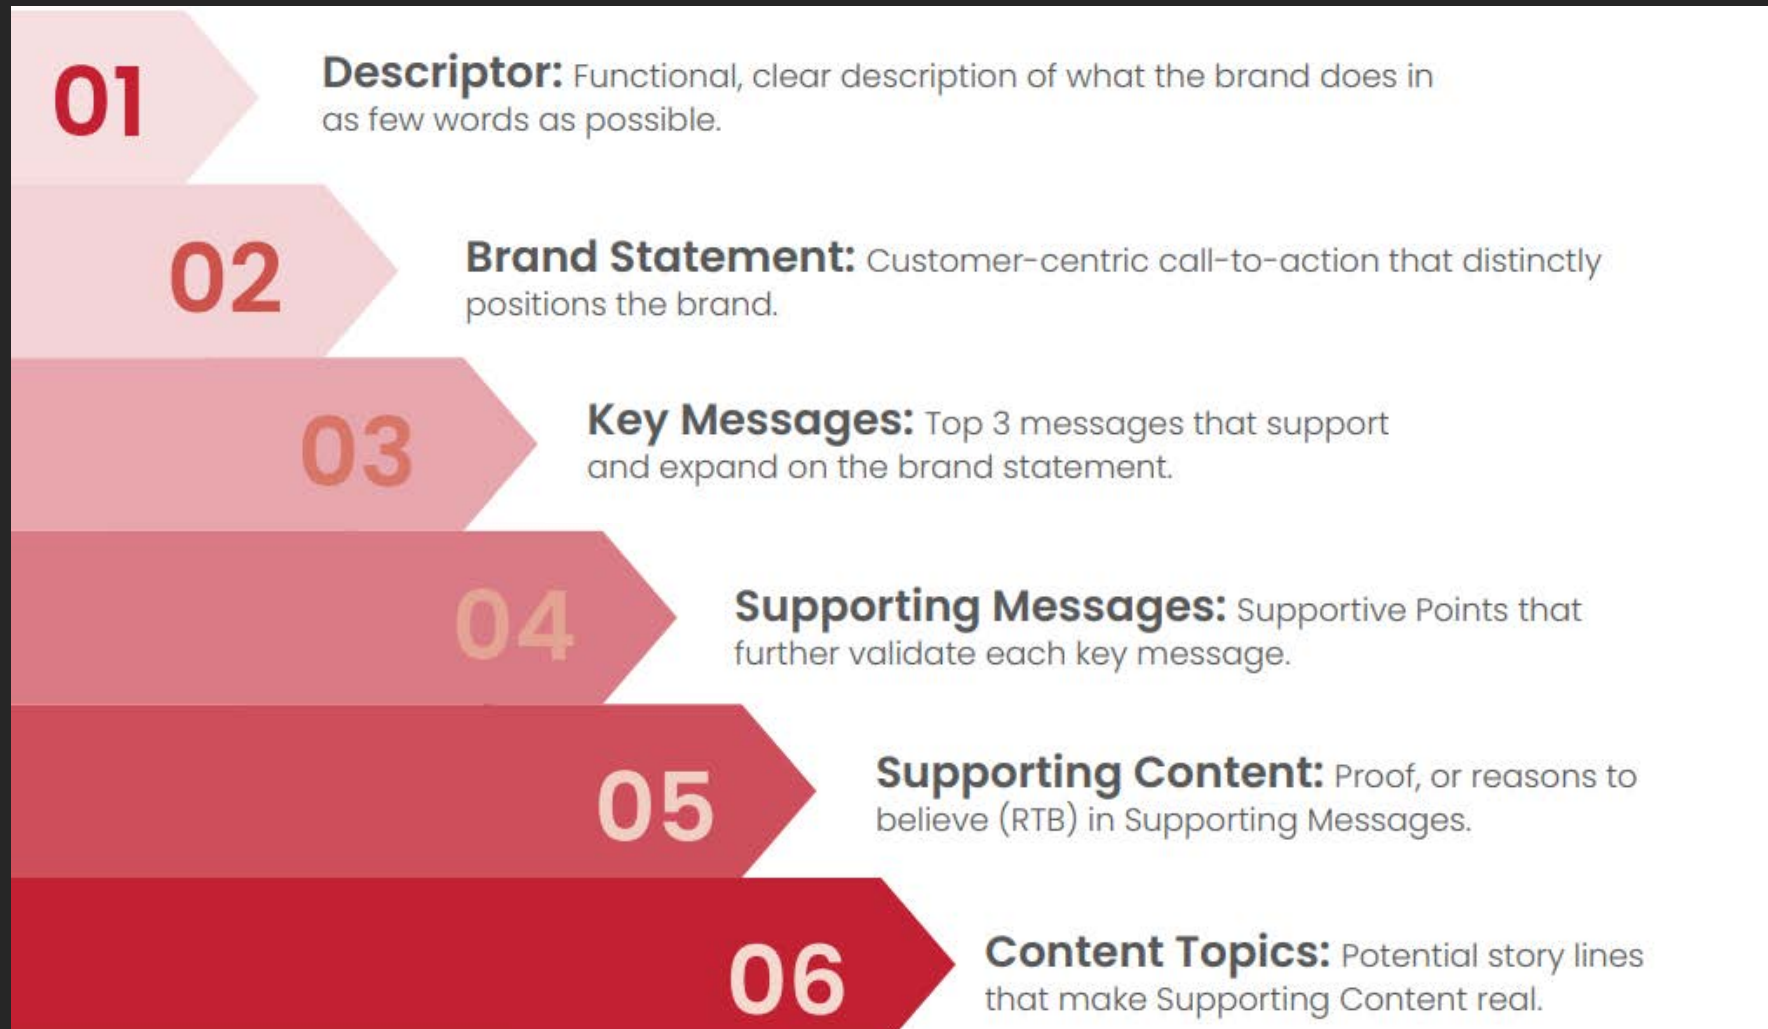 01
Descriptor: Functional, clear description of what the brand does in
as few words as possible.
02
Brand Statement: Customer-centric call-to-action that distinctly
positions the brand.
03
Key Messages: Top 3 messages that support
and expand on the brand statement.
04
Supporting Messages: Supportive Points that
further validate each key message.
05
Supporting Content: Proof, or reasons to
believe (RTB) in Supporting Messages.
06
Content Topics: Potential story lines
that make Supporting Content real.